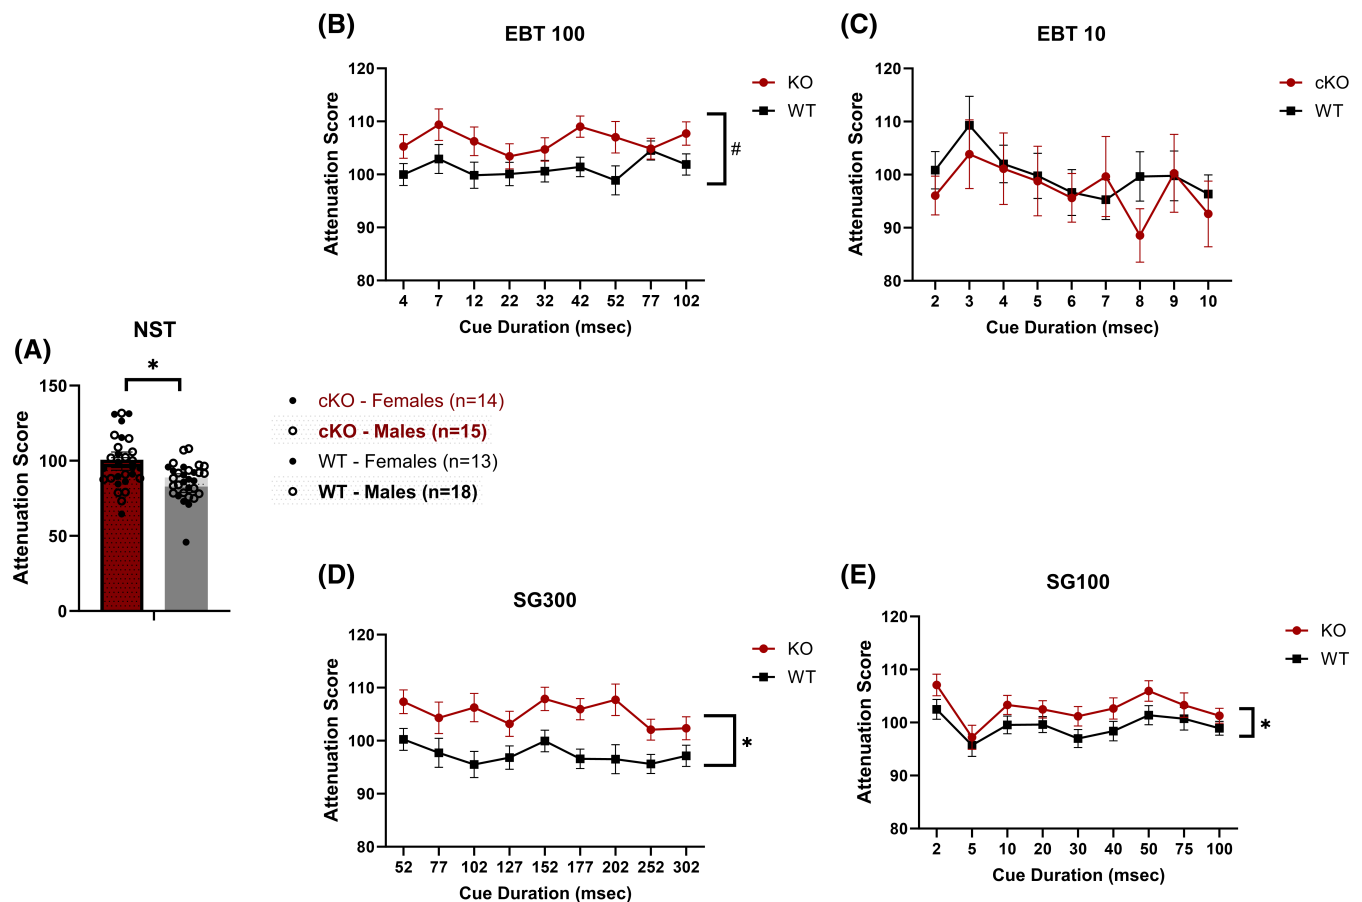 (A)
NST
*
Attenuation Score
150
100
50
0
cKO - Females (n=14)
cKO - Males (n=15)
WT - Females (n=13)
WT - Males (n=18)
(B)
EBT 100
Attenuation Score
120
110
100
90
80
4 7 12 22 32 42 52 77 102
Cue Duration (msec)
KO
WT
#
(C)
EBT 10
Attenuation Score
120
110
100
90
80
2 3 4 5 6 7 8 9 10
Cue Duration (msec)
cKO
WT
(D)
SG300
Attenuation Score
120
110
100
90
80
52 77 102 127 152 177 202 252 302
Cue Duration (msec)
KO
WT
*
(E)
SG100
Attenuation Score
120
110
100
90
80
2 5 10 20 30 40 50 75 100
Cue Duration (msec)
KO
WT
*